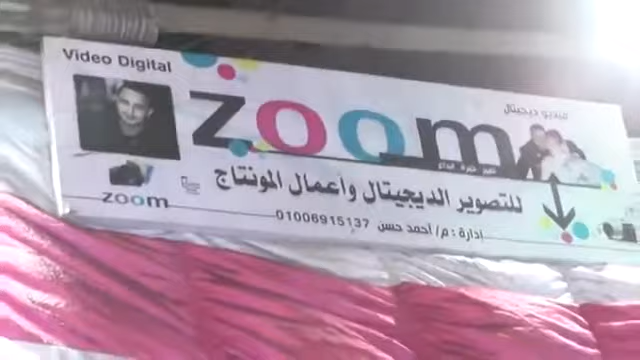 Video Digital
فيديو ديجيتال
zoom
للتصوير الديجيتال وأعمال المونتاج
zoom
إدارة : م/ أحمد حسن 01006915137